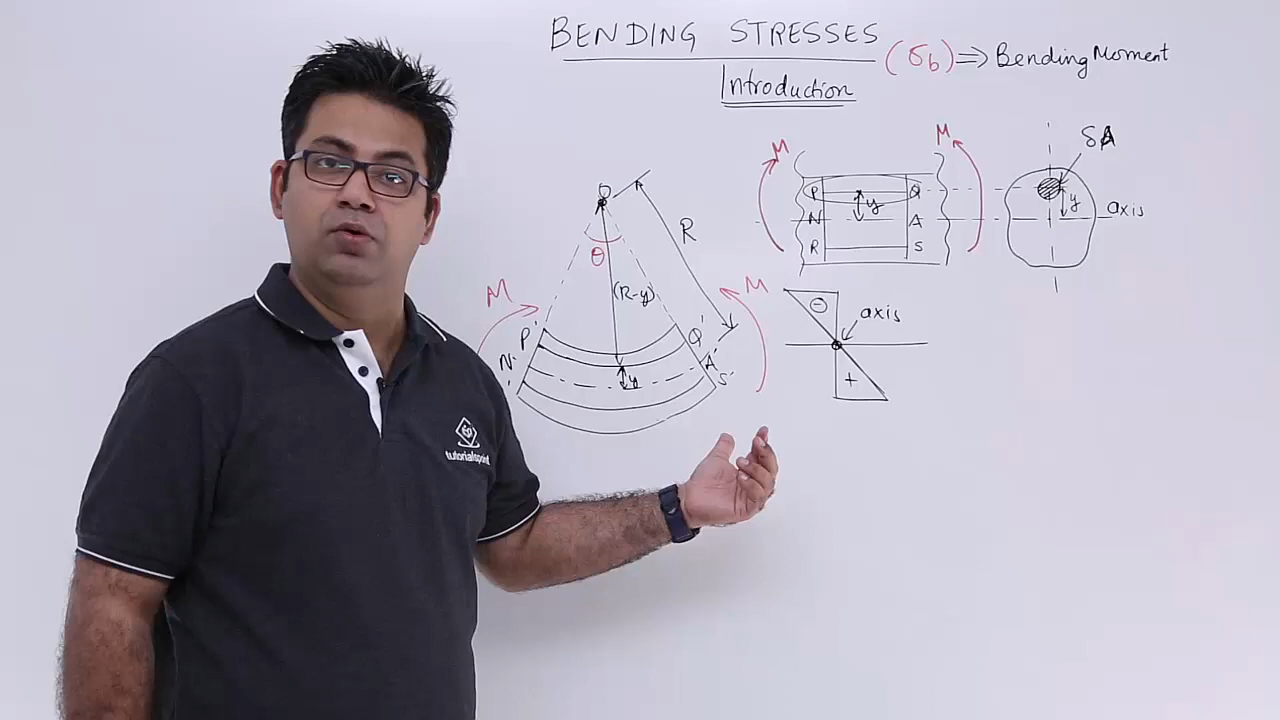 BENDING STRESSES (σb) ⇒ Bending Moment
Introduction
M
M
δA
P
Q
y
N
A
R
S
y
axis
O
θ
R
(R-y)
M
M
P'
Q'
N'
A'
S'
y
⊖
axis
+
tutorialspoint